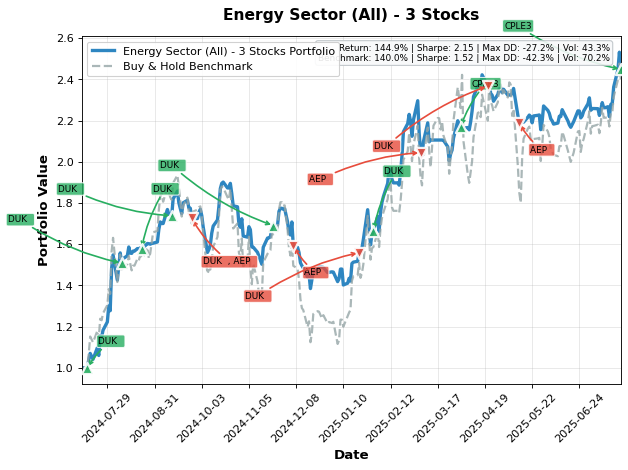 Energy Sector (All) - 3 Stocks
CPLE3
Energy Sector (All) - 3 Stocks Portfolio
Buy & Hold Benchmark
Return: 144.9% | Sharpe: 2.15 | Max DD: -27.2% | Vol: 43.3%
Benchmark: 140.0% | Sharpe: 1.52 | Max DD: -42.3% | Vol: 70.2%
DUK
AEP
DUK
DUK
AEP
DUK
DUK
DUK
DUK , AEP
AEP
DUK
DUK
2.6
2.4
2.2
2.0
1.8
1.6
1.4
1.2
1.0
Portfolio Value
2024-07-29
2024-08-31
2024-10-03
2024-11-05
2024-12-08
2025-01-10
2025-02-12
2025-03-17
2025-04-19
2025-05-22
2025-06-24
Date